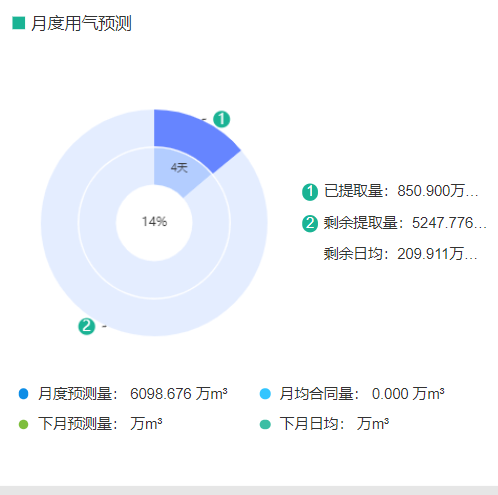 月度用气预测
1
4天
14%
2
1 已提取量：850.900万...
2 剩余提取量：5247.776...
剩余日均：209.911万...
月度预测量： 6098.676 万m³
月均合同量： 0.000 万m³
下月预测量： 万m³
下月日均： 万m³